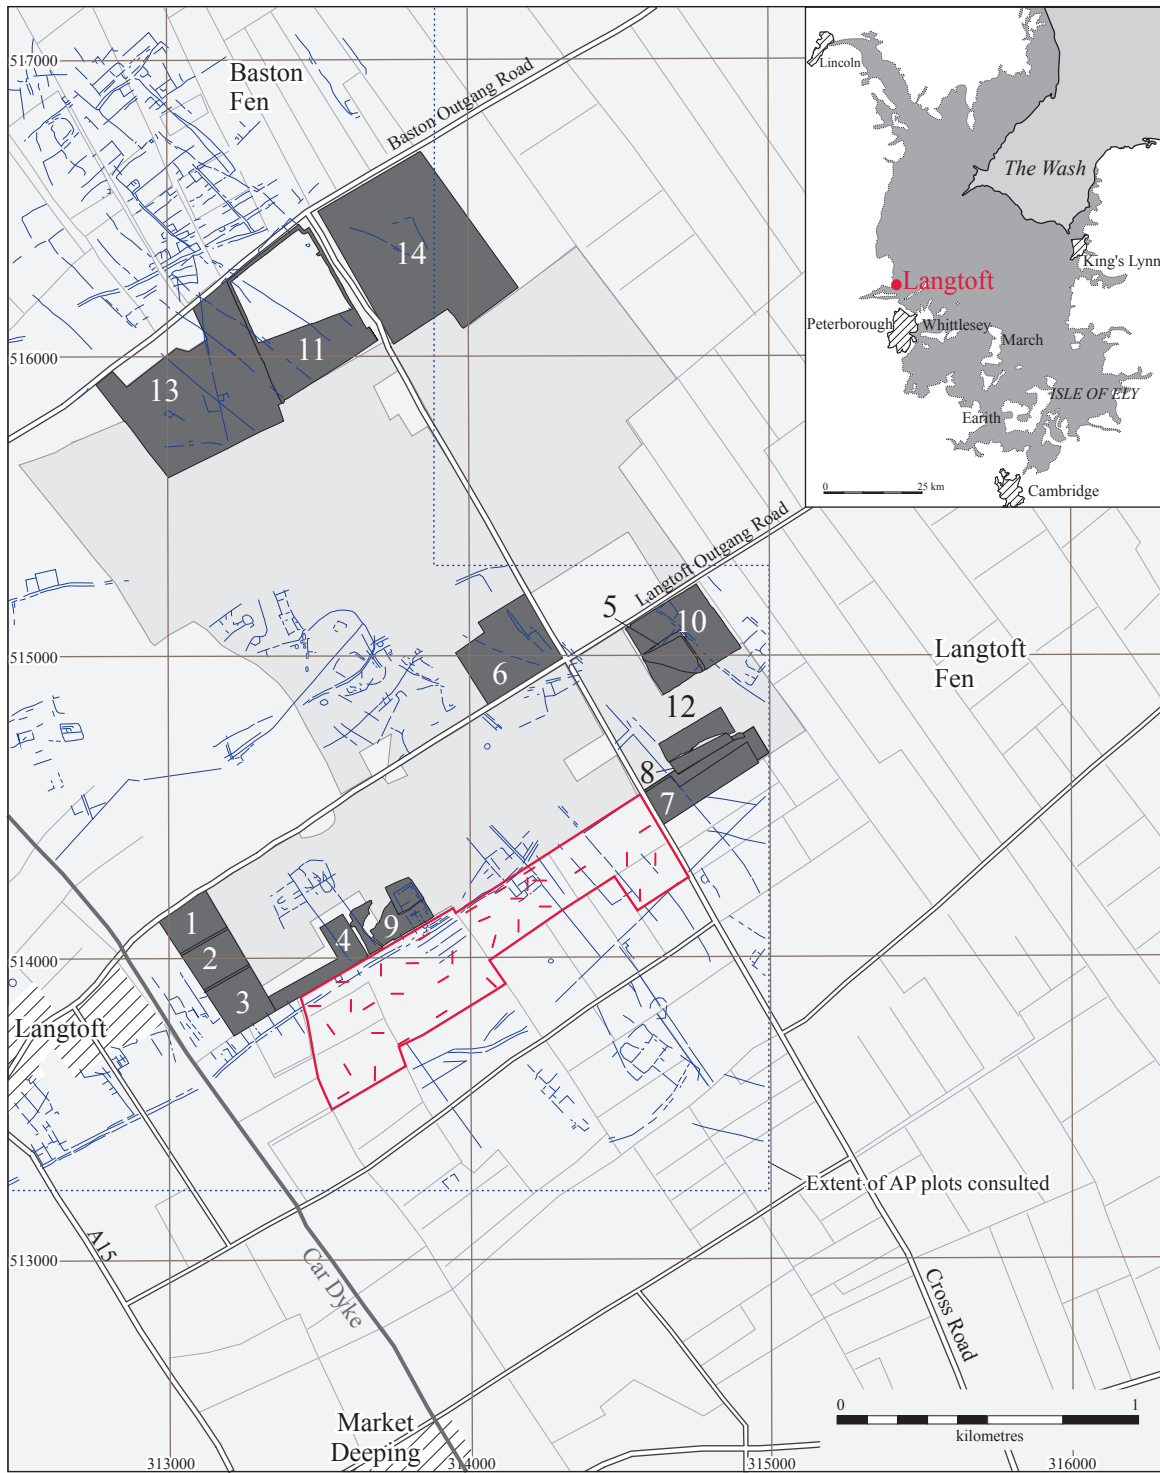 517000
Baston
Fen
Baston Outgang Road
Lincoln
The Wash
King's Lynn
Langtoft
Peterborough
Whittlesey
March
ISLE OF ELY
Earith
Cambridge
0 25 km
14
516000
11
13
Langtoft Outgang Road
5
10
515000
6
Langtoft
Fen
12
8
7
1
9
4
2
514000
3
Langtoft
Extent of AP plots consulted
A15
513000
Car Dyke
Cross Road
0 1
kilometres
Market
Deeping
313000
314000
315000
316000